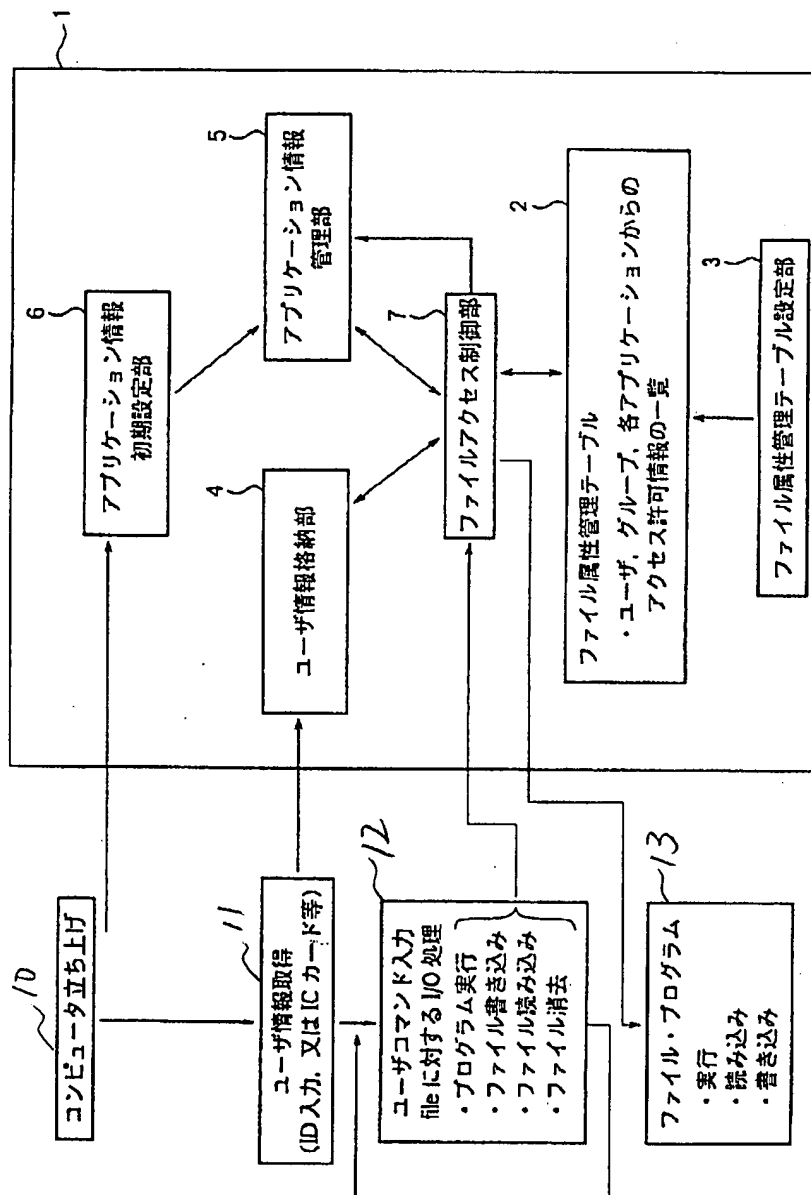 1
10
コンピュータ立ち上げ
6
アプリケーション情報
初期設定部
5
アプリケーション情報
管理部
11
ユーザ情報取得
(ID入力，又はICカード等)
4
ユーザ情報格納部
12
ユーザコマンド入力
fileに対するI/O処理
・プログラム実行
・ファイル書き込み
・ファイル読み込み
・ファイル消去
7
ファイルアクセス制御部
2
ファイル属性管理テーブル
・ユーザ、グループ、各アプリケーションからの
アクセス許可情報の一覧
13
ファイル・プログラム
・実行
・読み込み
・書き込み
3
ファイル属性管理テーブル設定部